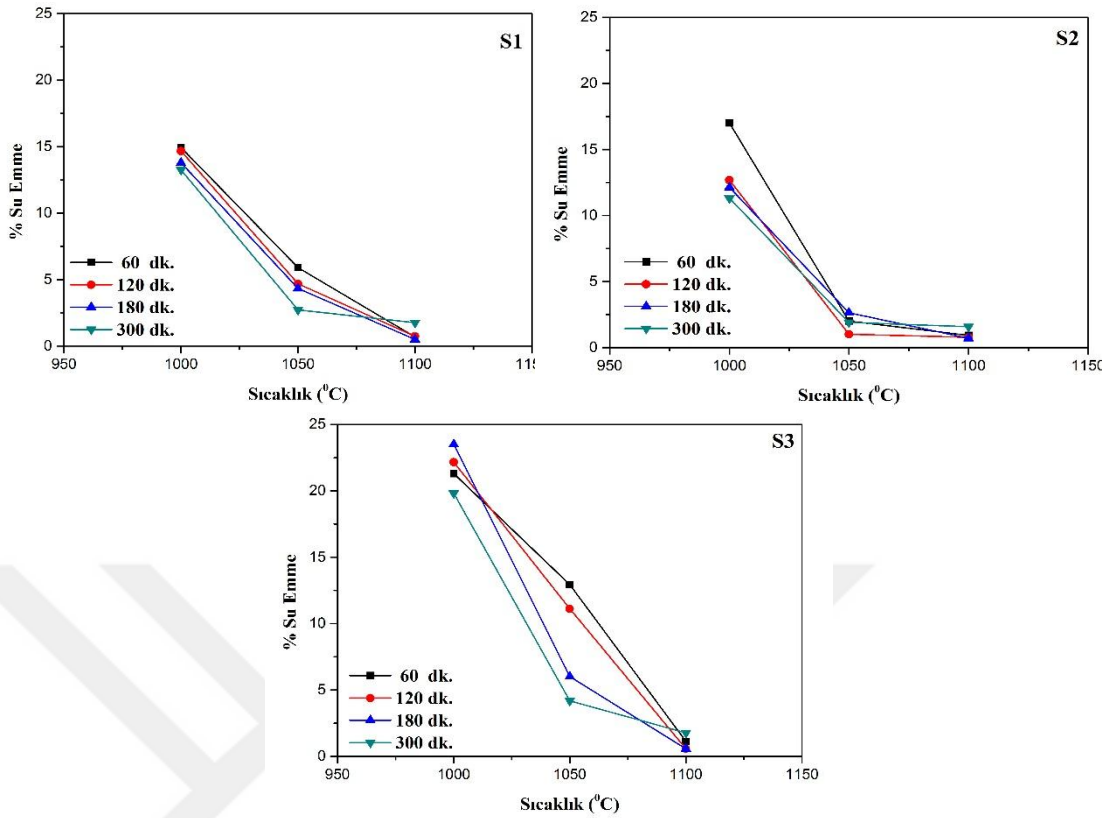 S1
25
20
15
10
5
0
% Su Emme
60 dk.
120 dk.
180 dk.
300 dk.
950 1000 1050 1100 115
Sıcaklık (⁰C)
S2
25
20
15
10
5
0
% Su Emme
60 dk.
120 dk.
180 dk.
300 dk.
950 1000 1050 1100 1150
Sıcaklık (⁰C)
S3
25
20
15
10
5
0
% Su Emme
60 dk.
120 dk.
180 dk.
300 dk.
950 1000 1050 1100 1150
Sıcaklık (⁰C)